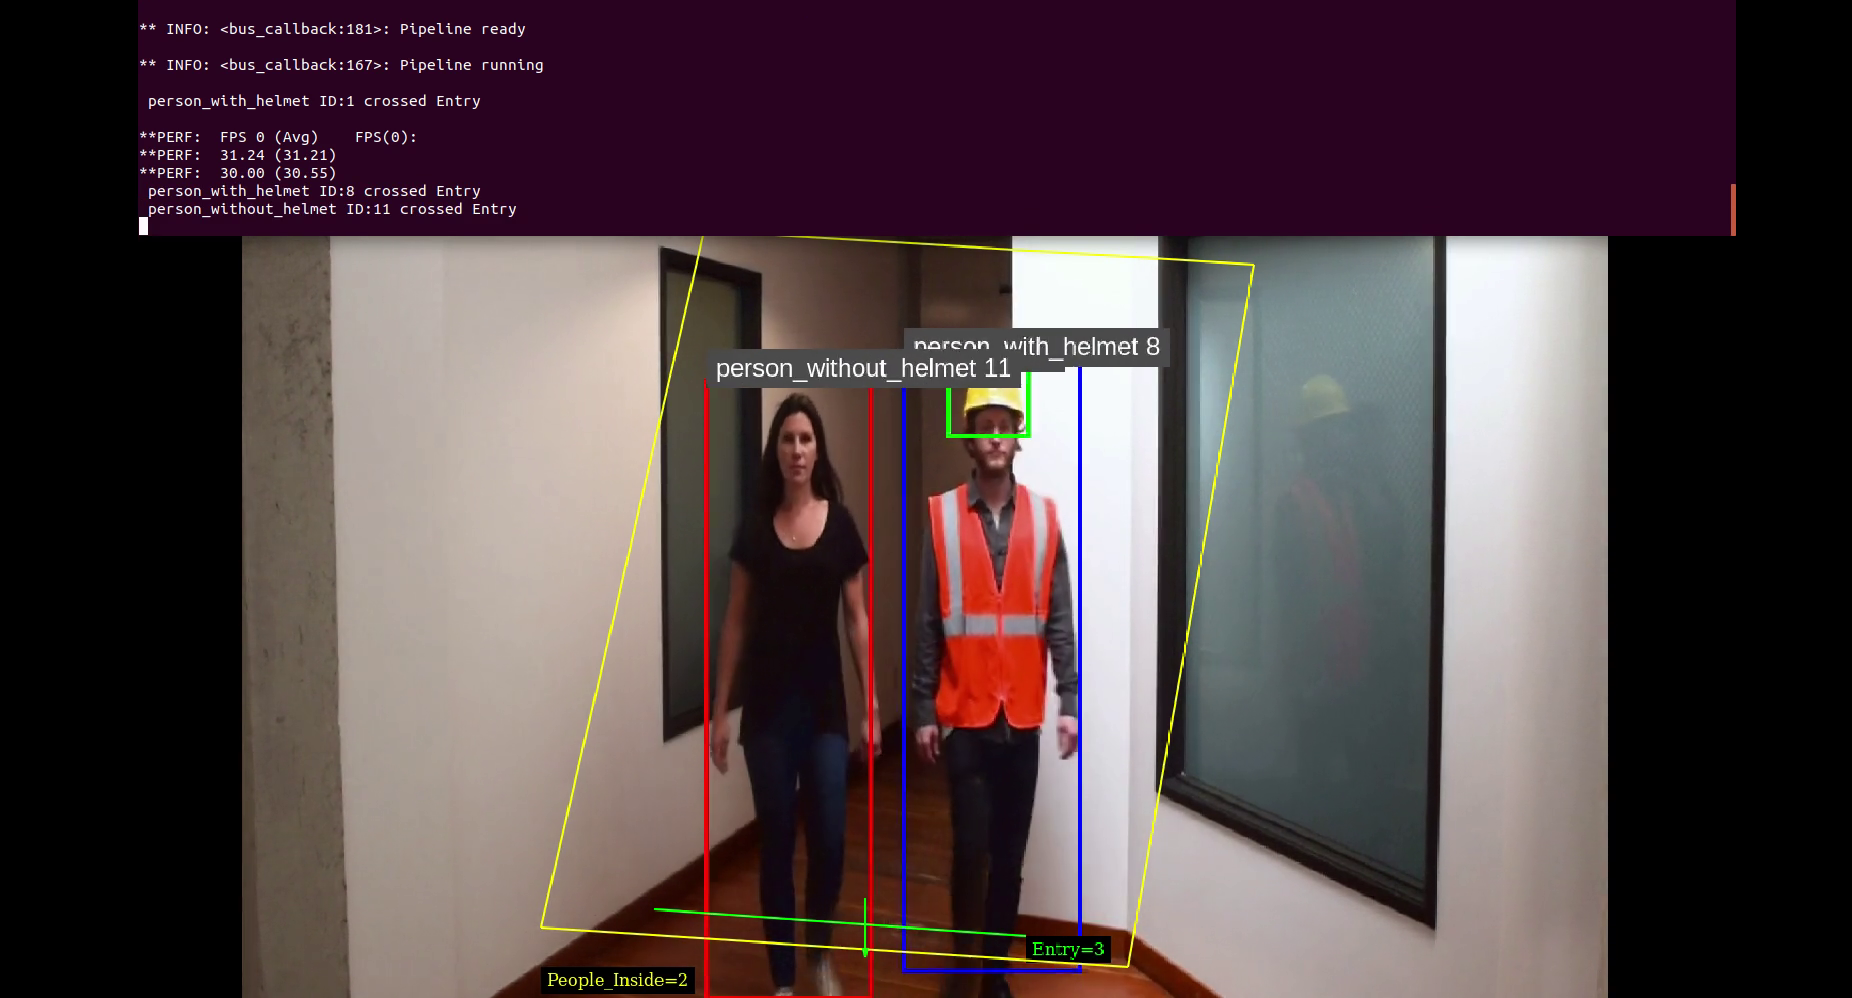 ** INFO: <bus_callback:181>: Pipeline ready
** INFO: <bus_callback:167>: Pipeline running
person_with_helmet ID:1 crossed Entry
**PERF:  FPS 0 (Avg)    FPS(0):
**PERF:  31.24 (31.21)
**PERF:  30.00 (30.55)
person_with_helmet ID:8 crossed Entry
person_without_helmet ID:11 crossed Entry
person_with_helmet 8
person_without_helmet 11
Entry=3
People_Inside=2